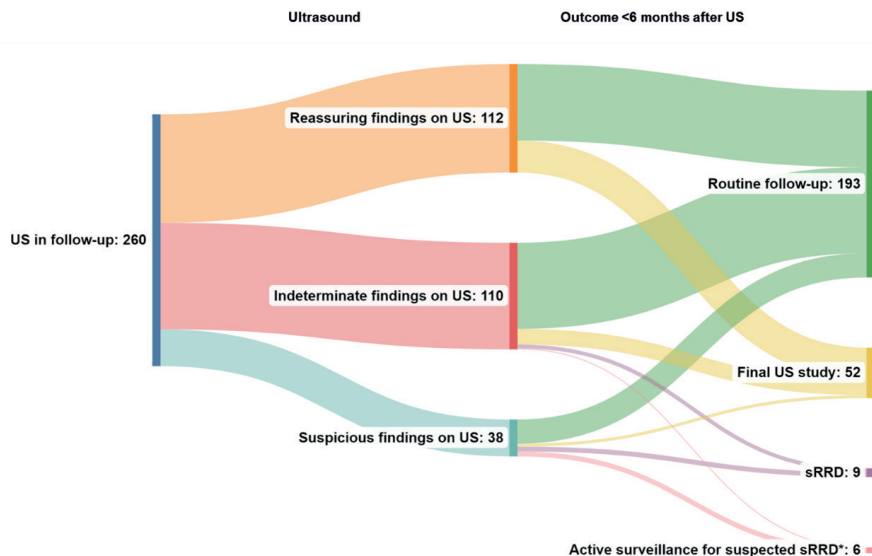 Ultrasound
Outcome <6 months after US
Reassuring findings on US: 112
Routine follow-up: 193
US in follow-up: 260
Indeterminate findings on US: 110
Final US study: 52
Suspicious findings on US: 38
sRRD: 9
Active surveillance for suspected sRRD*: 6